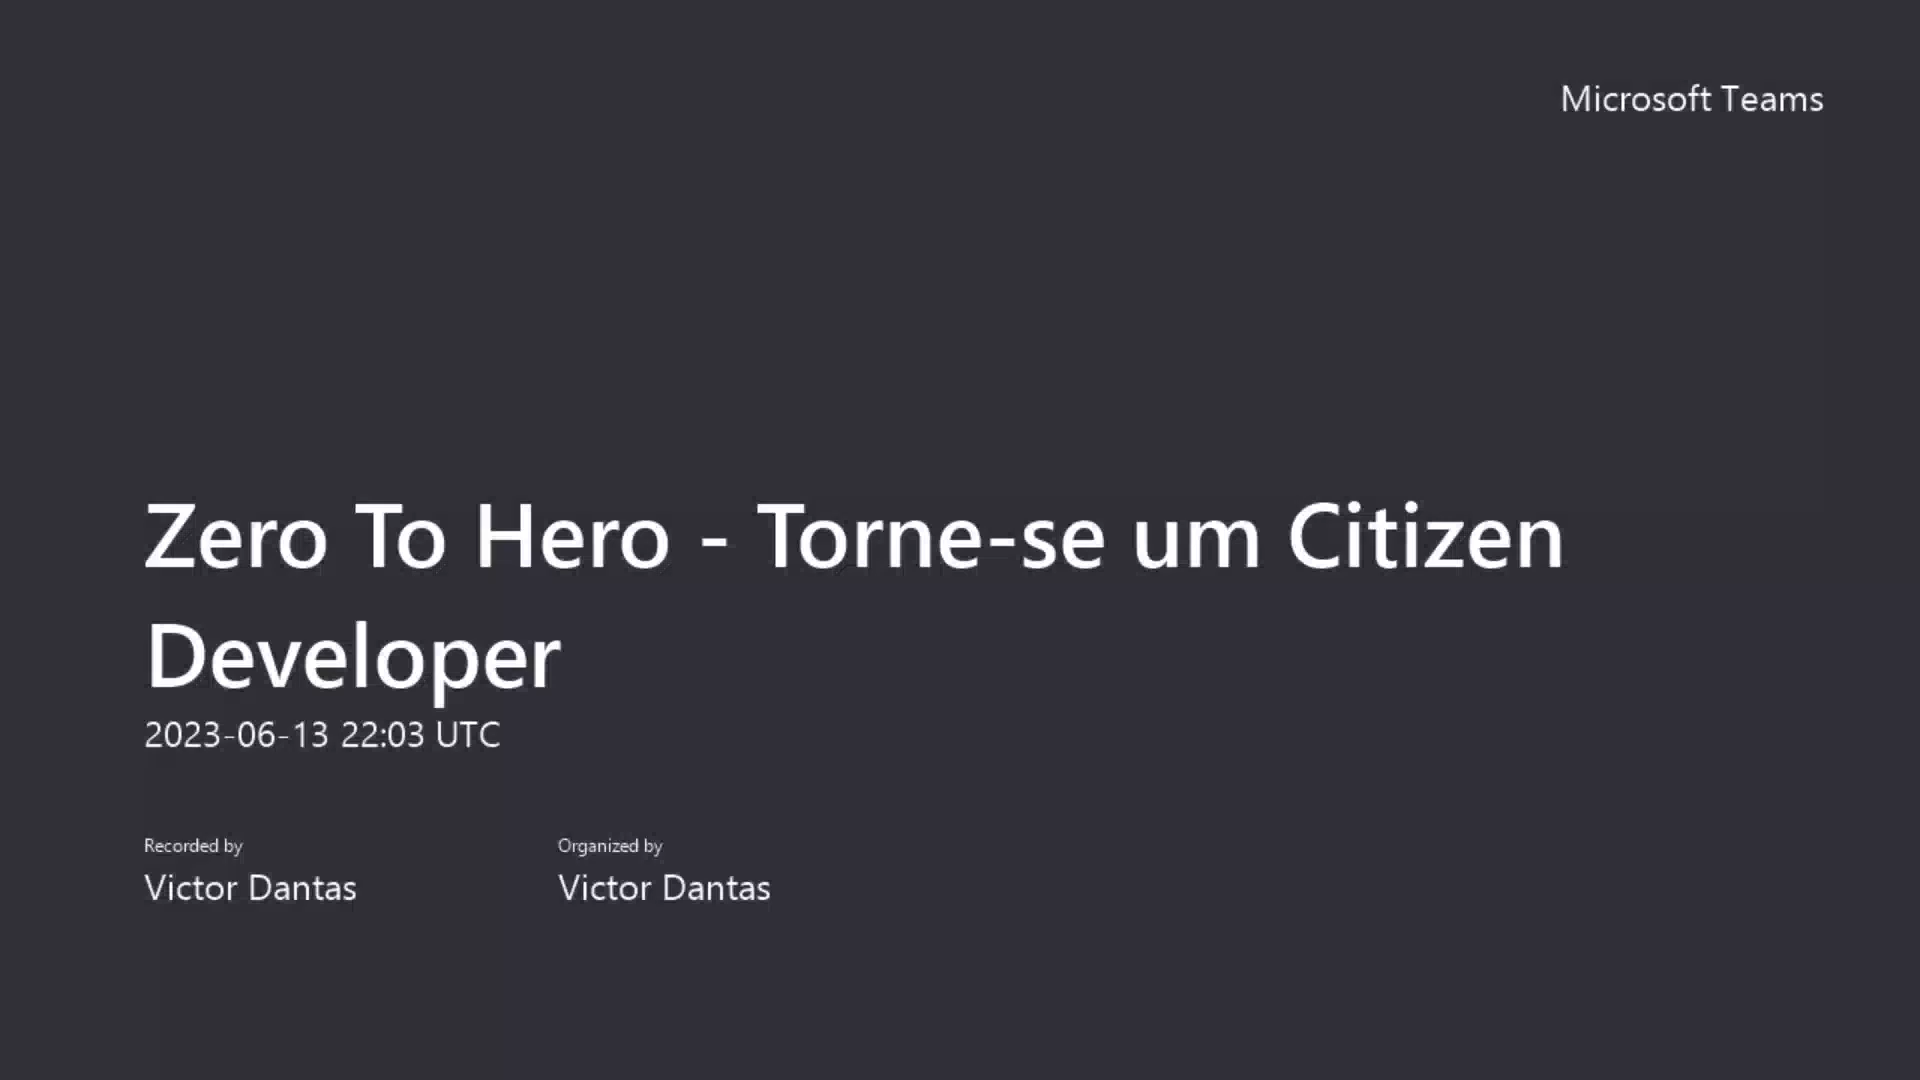 Microsoft Teams
Zero To Hero - Torne-se um Citizen
Developer
2023-06-13 22:03 UTC
Recorded by
Victor Dantas
Organized by
Victor Dantas